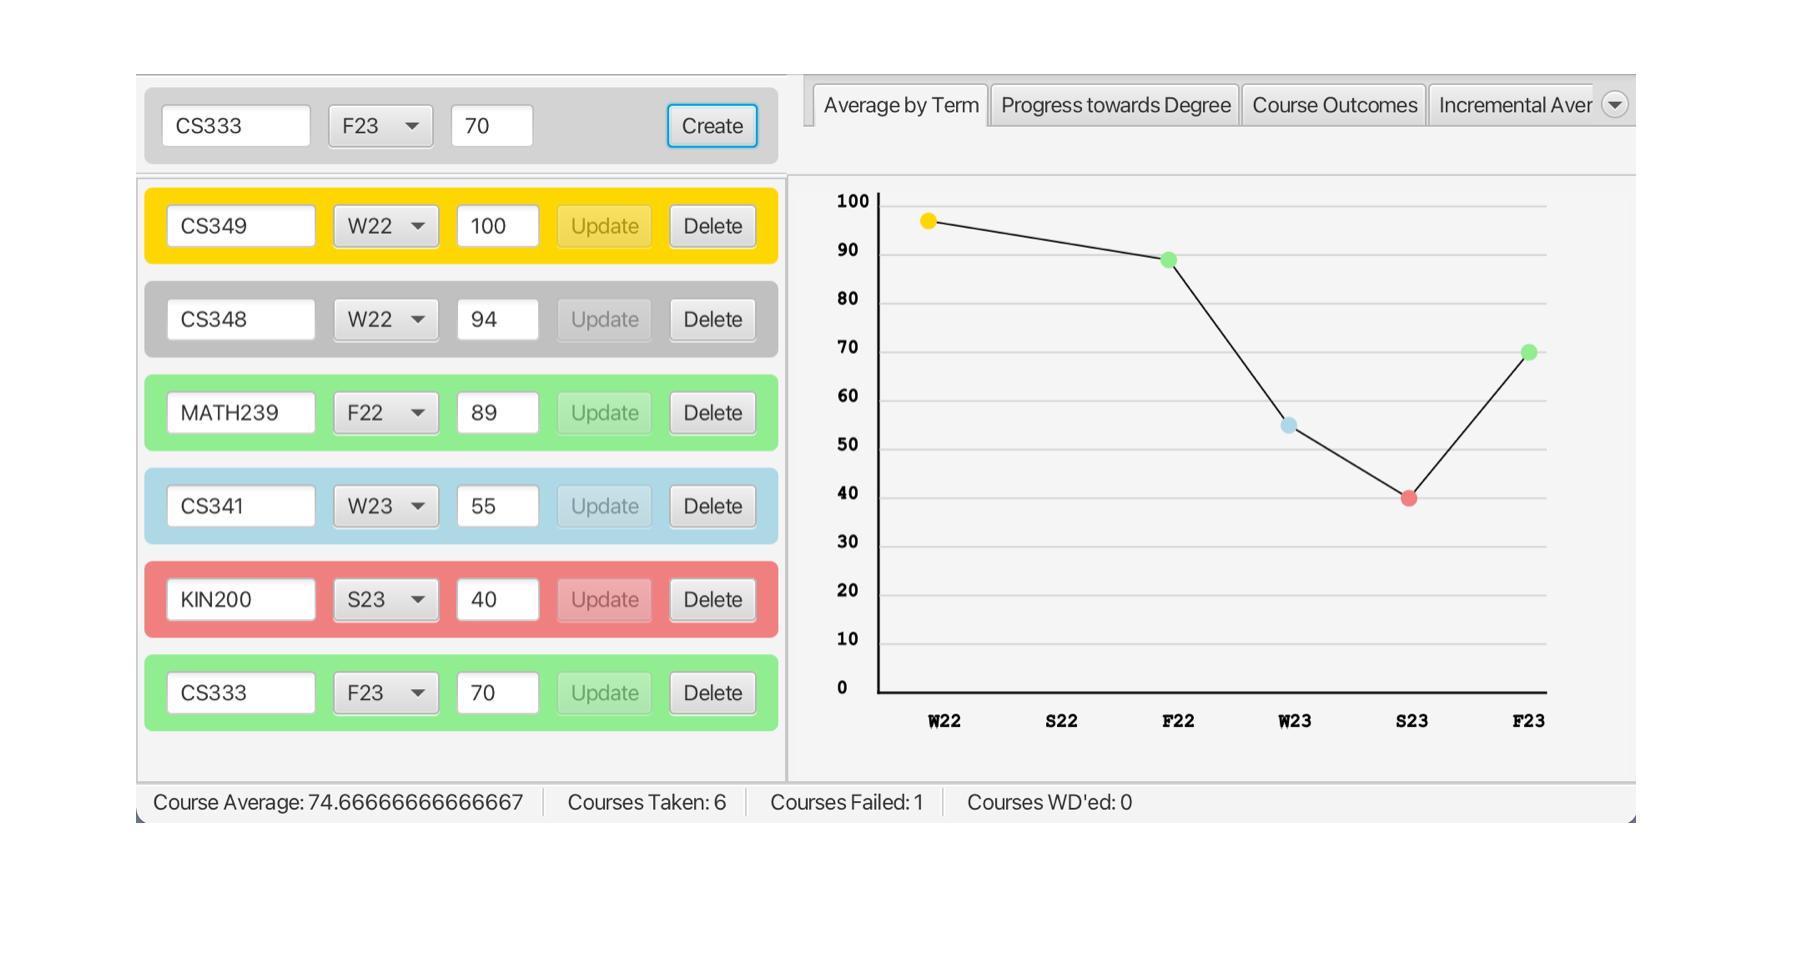 CS333 F23 70 Create
CS349 W22 100 Update Delete
CS348 W22 94 Update Delete
MATH239 F22 89 Update Delete
CS341 W23 55 Update Delete
KIN200 S23 40 Update Delete
CS333 F23 70 Update Delete
Average by Term Progress towards Degree Course Outcomes Incremental Aver
100
90
80
70
60
50
40
30
20
10
0
W22 S22 F22 W23 S23 F23
Course Average: 74.66666666666667 Courses Taken: 6 Courses Failed: 1 Courses WD'ed: 0